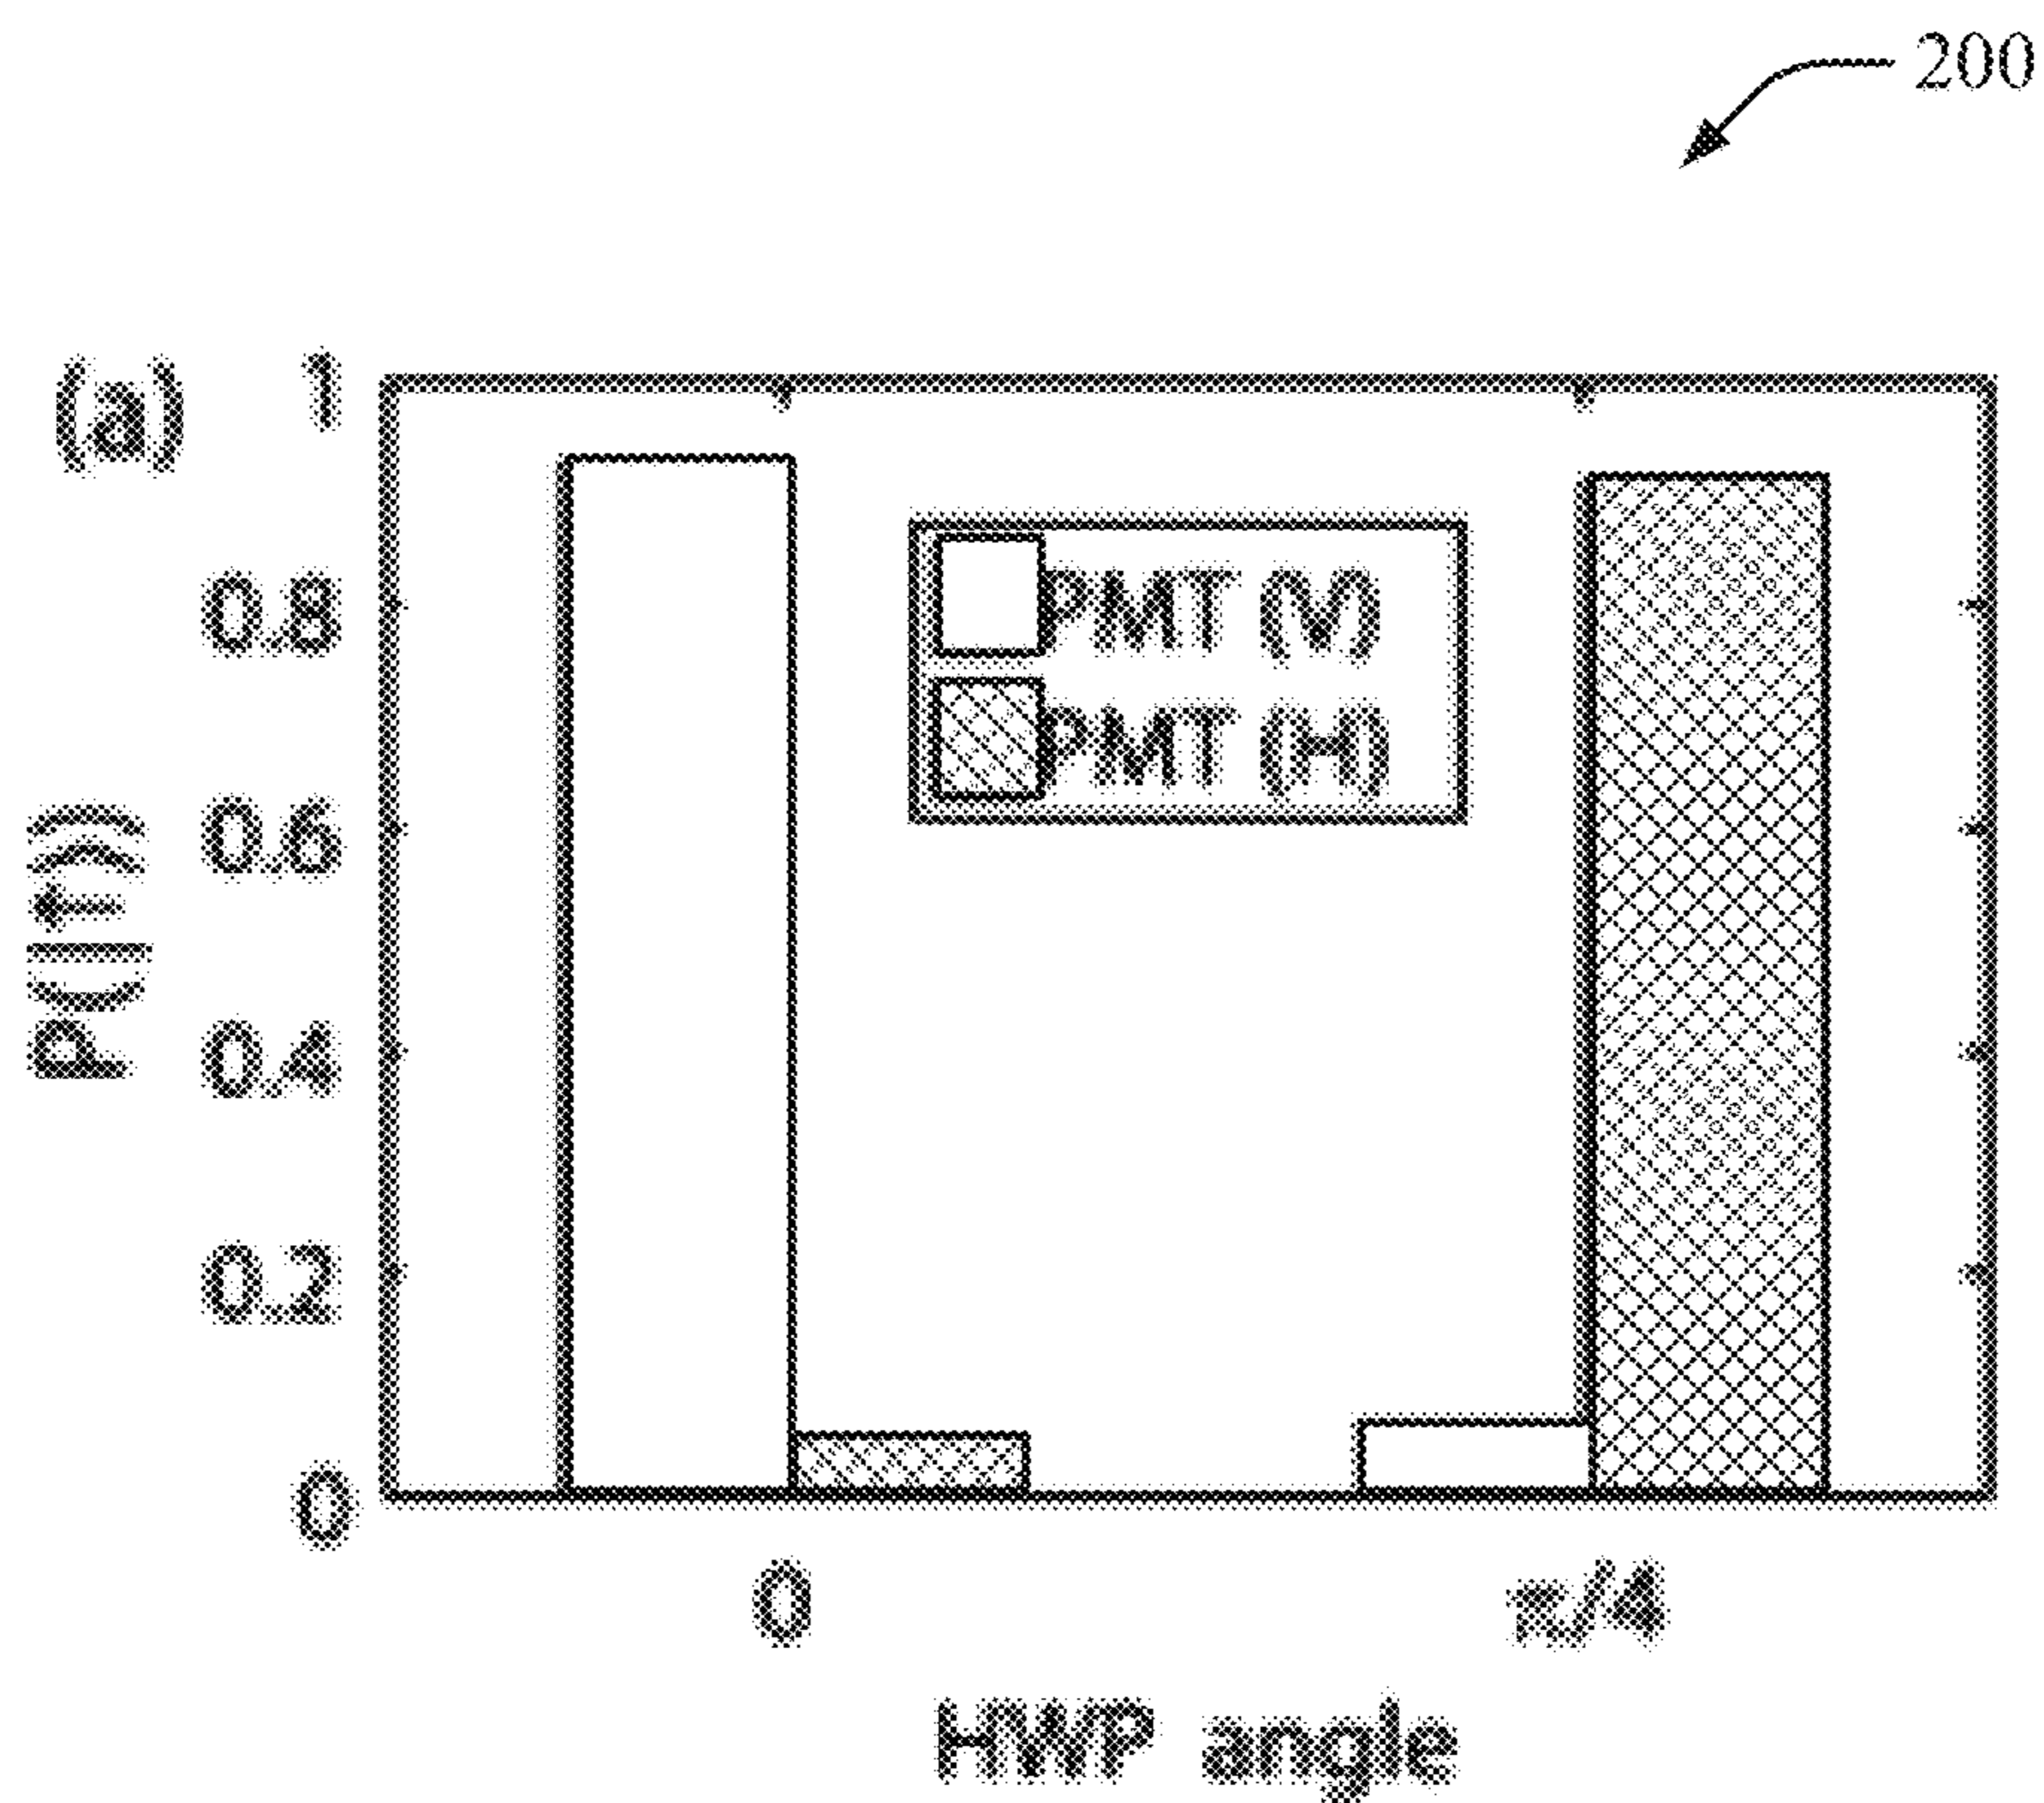 200
(a)
1
0.8
0.6
0.4
0.2
0
P(|↑⟩)
PMT (V)
PMT (H)
0
π/4
HWP angle